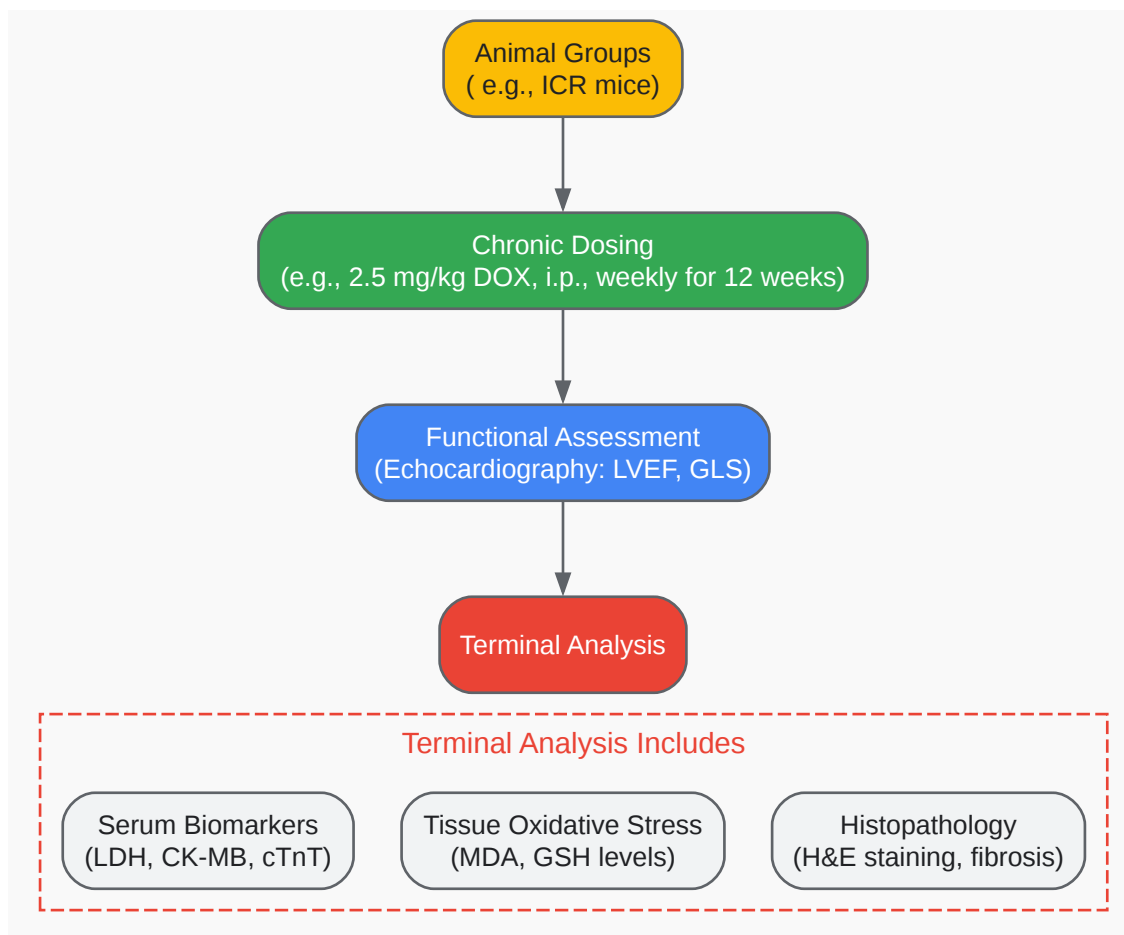 Animal Groups
( e.g., ICR mice)
Chronic Dosing
(e.g., 2.5 mg/kg DOX, i.p., weekly for 12 weeks)
Functional Assessment
(Echocardiography: LVEF, GLS)
Terminal Analysis
Terminal Analysis Includes
Serum Biomarkers
(LDH, CK-MB, cTnT)
Tissue Oxidative Stress
(MDA, GSH levels)
Histopathology
(H&E staining, fibrosis)